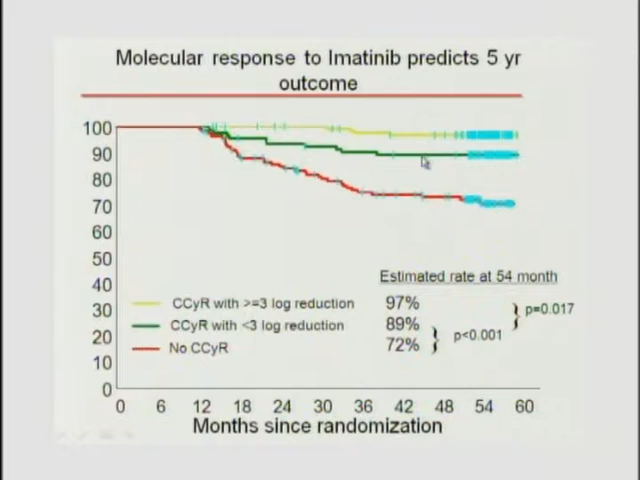 Molecular response to Imatinib predicts 5 yr
outcome
100
90
80
70
60
50
40
30
20
10
0
Estimated rate at 54 month
CCyR with >=3 log reduction 97%
CCyR with <3 log reduction 89%
No CCyR 72%
p=0.017
p<0.001
0 6 12 18 24 30 36 42 48 54 60
Months since randomization